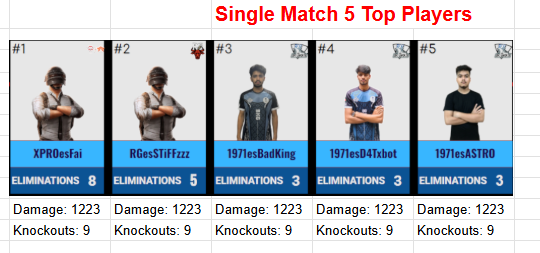 Single Match 5 Top Players
#1 #2 #3 #4 #5
XPROesFai RGesSTiFFzzz 1971esBadKing 1971esD4Txbot 1971esASTRO
ELIMINATIONS 8 ELIMINATIONS 5 ELIMINATIONS 3 ELIMINATIONS 3 ELIMINATIONS 3
Damage: 1223 Damage: 1223 Damage: 1223 Damage: 1223 Damage: 1223
Knockouts: 9 Knockouts: 9 Knockouts: 9 Knockouts: 9 Knockouts: 9